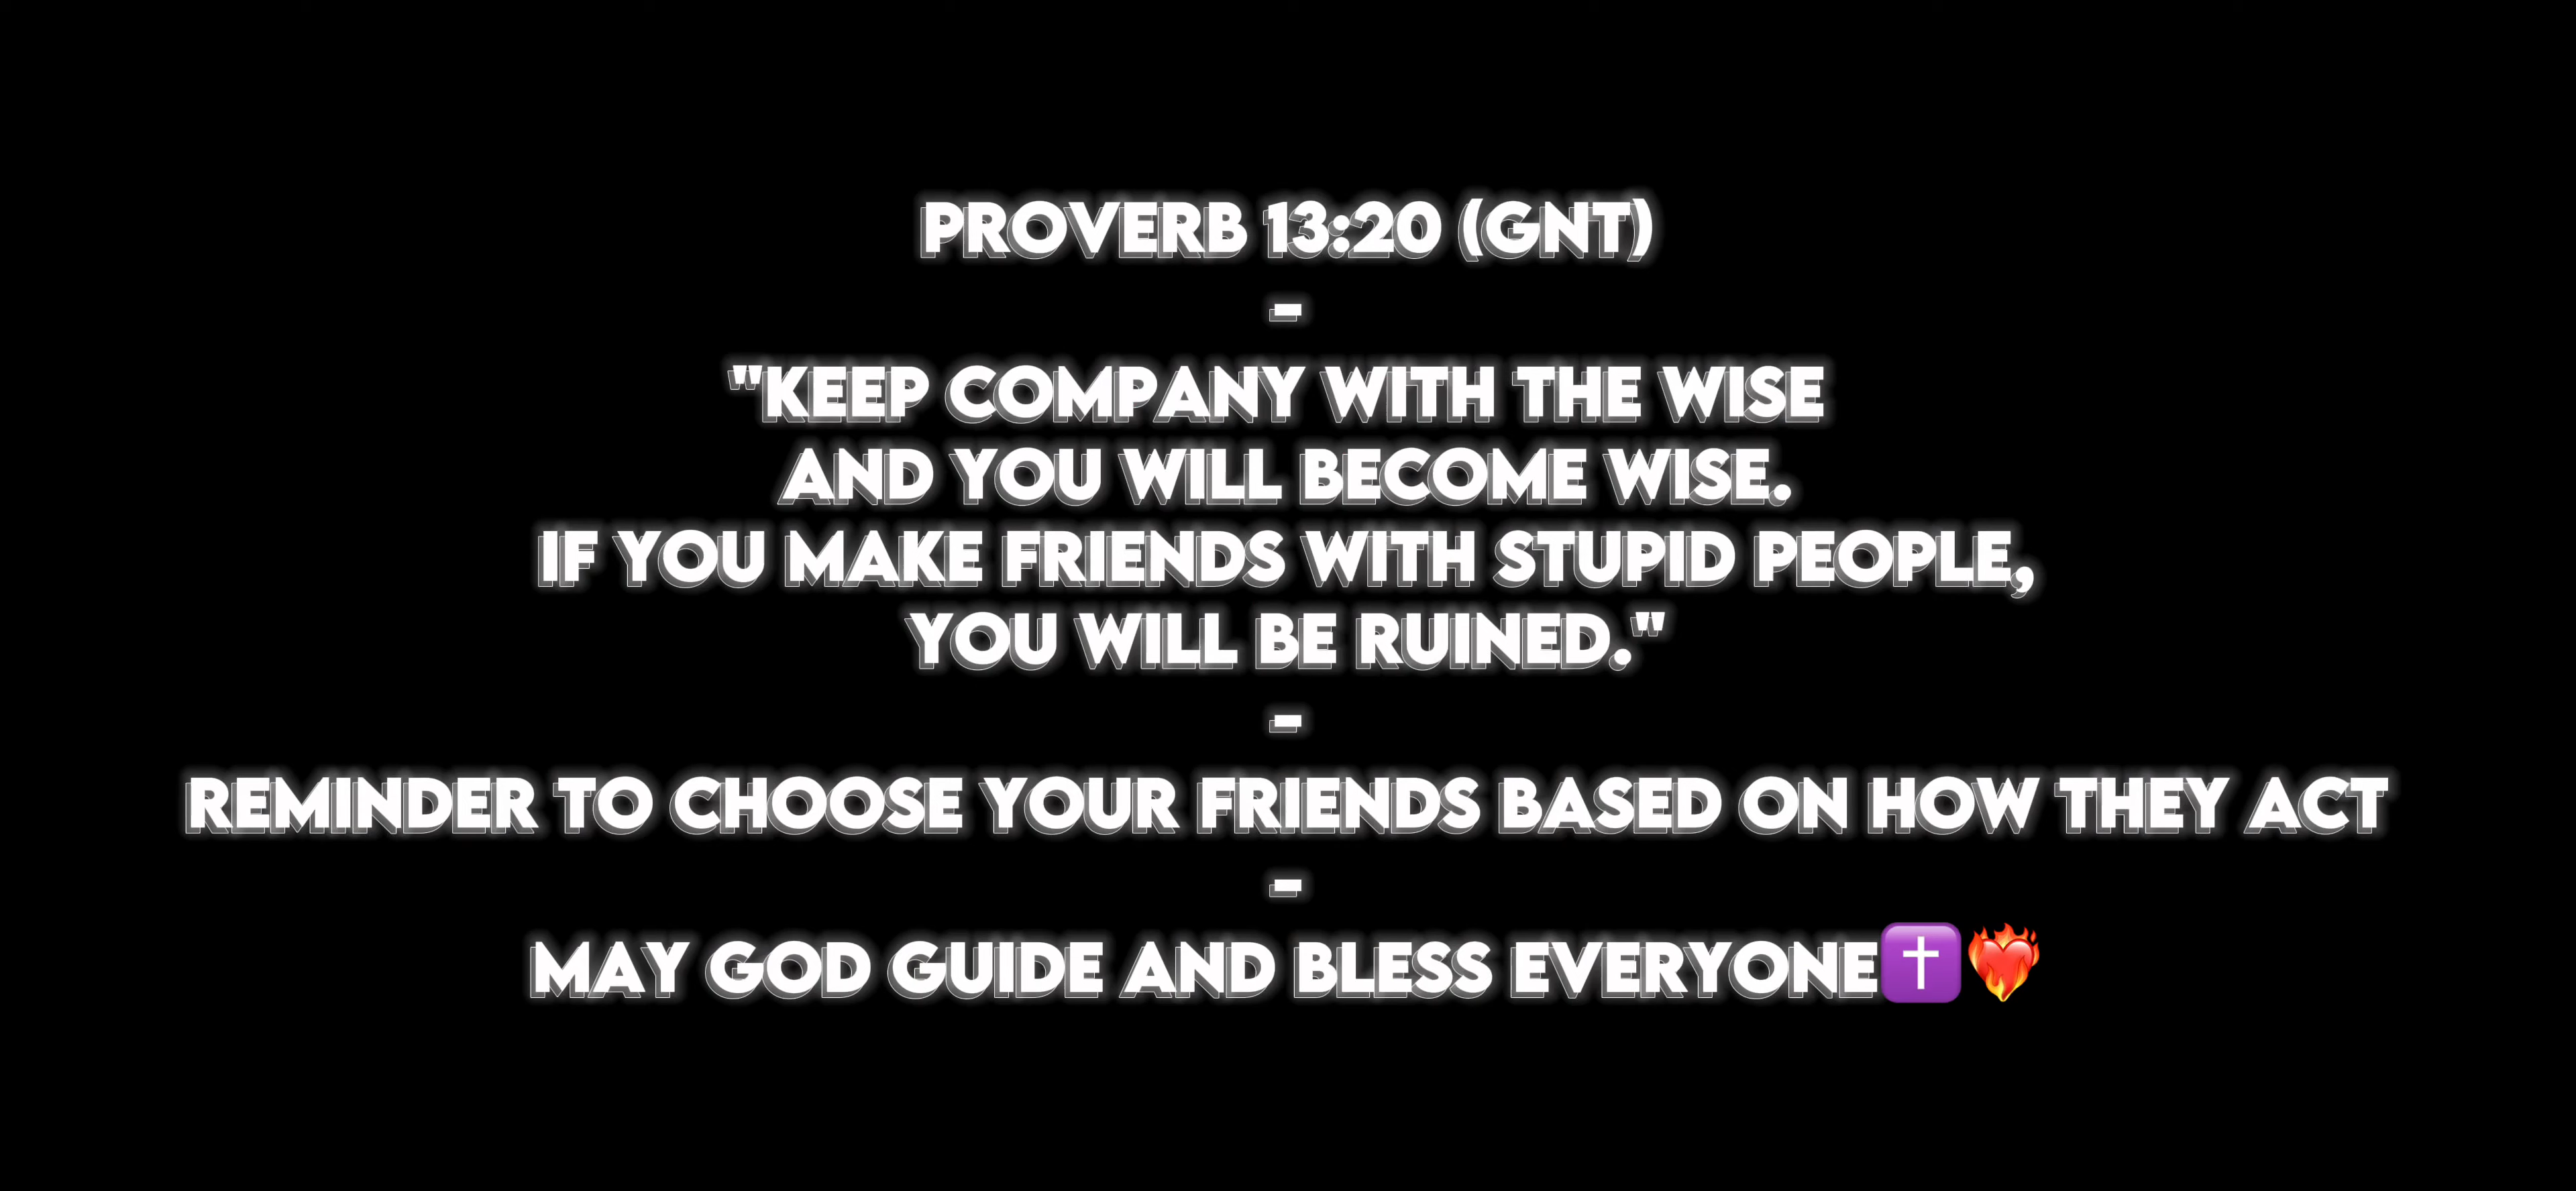 PROVERB 13:20 (GNT)
-
"KEEP COMPANY WITH THE WISE
AND YOU WILL BECOME WISE.
IF YOU MAKE FRIENDS WITH STUPID PEOPLE,
YOU WILL BE RUINED."
-
REMINDER TO CHOOSE YOUR FRIENDS BASED ON HOW THEY ACT
-
MAY GOD GUIDE AND BLESS EVERYONE✝️❤️‍🔥